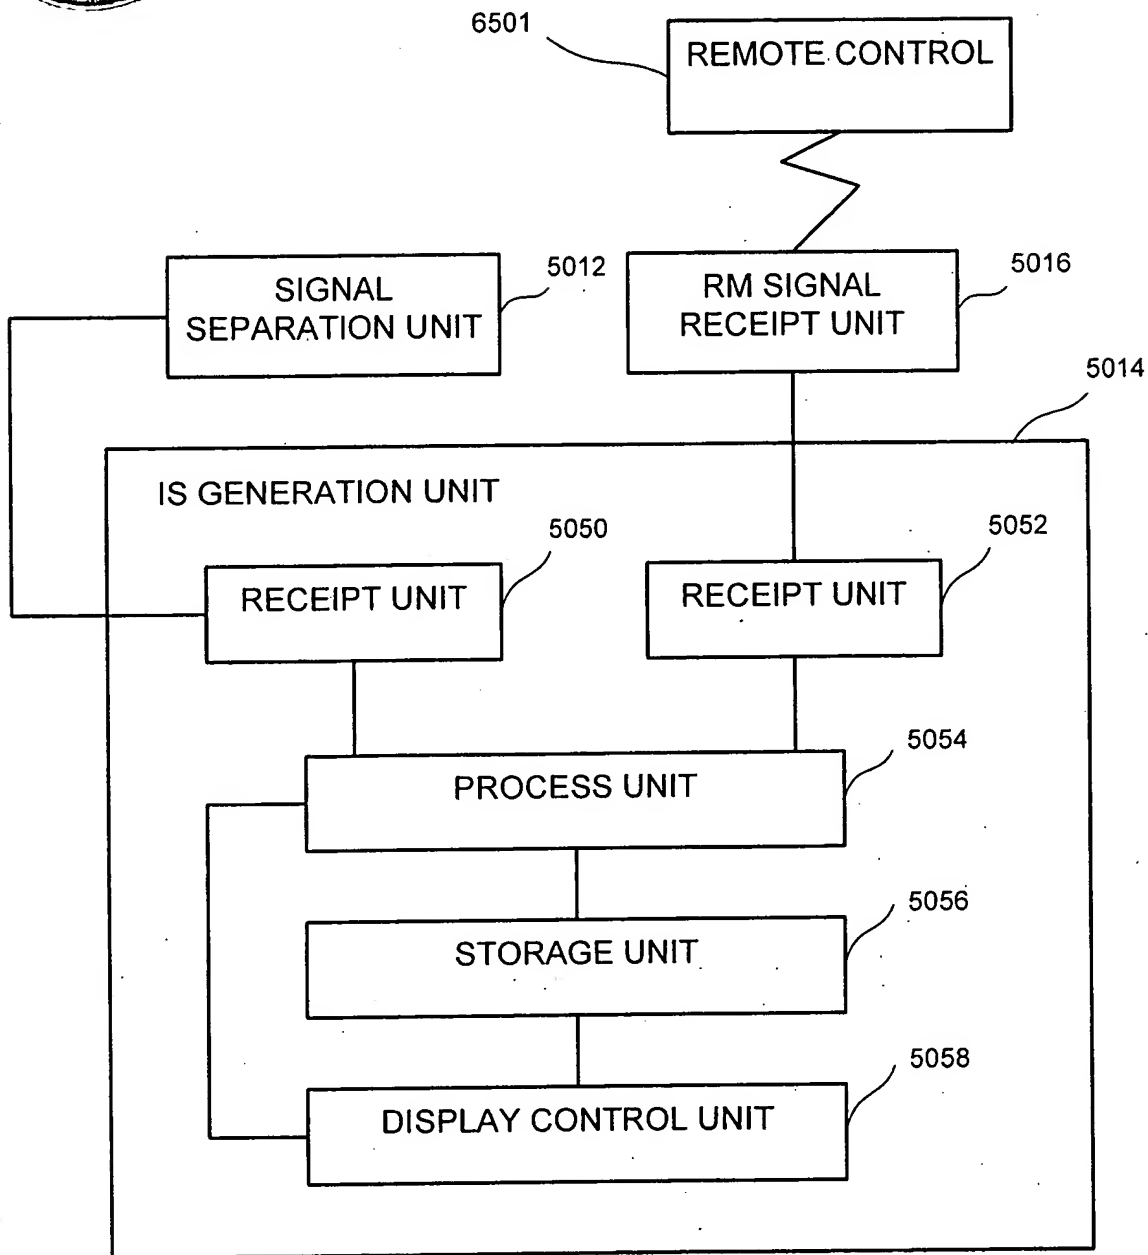 6501
REMOTE CONTROL
SIGNAL
SEPARATION UNIT
5012
RM SIGNAL
RECEIPT UNIT
5016
5014
IS GENERATION UNIT
5050
RECEIPT UNIT
5052
RECEIPT UNIT
5054
PROCESS UNIT
5056
STORAGE UNIT
5058
DISPLAY CONTROL UNIT